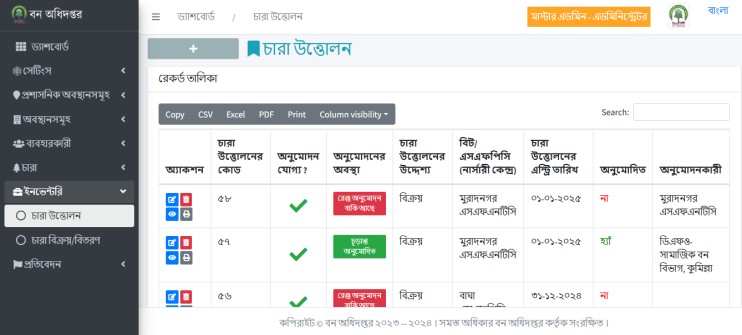 বন অধিদপ্তর
ড্যাশবোর্ড / চারা উত্তোলন
মাস্টার এডমিন - এডমিনিস্ট্রেটর
বাংলা
ড্যাশবোর্ড
সেটিংস
প্রশাসনিক অবস্থানসমূহ
অবস্থানসমূহ
ব্যবহারকারী
চারা
ইনভেন্টরি
চারা উত্তোলন
চারা বিক্রয়/বিতরণ
প্রতিবেদন
+ চারা উত্তোলন
রেকর্ড তালিকা
Copy CSV Excel PDF Print Column visibility
Search:
অ্যাকশন
চারা উত্তোলনের কোড
অনুমোদন যোগ্য ?
অনুমোদনের অবস্থা
চারা উত্তোলনের উদ্দেশ্য
বিট/ এসএফপিসি (নার্সারী কেন্দ্র)
চারা উত্তোলনের এন্ট্রি তারিখ
অনুমোদিত
অনুমোদনকারী
৫৮
রেঞ্জ অনুমোদন বাকি আছে
বিক্রয়
মুরাদনগর এসএফএনটিসি
০১-০১-২০২৫
না
মুরাদনগর এসএফএনটিসি
৫৭
চুড়ান্ত অনুমোদিত
বিক্রয়
মুরাদনগর এসএফএনটিসি
০১-০১-২০২৫
হ্যাঁ
ডিএফও- সামাজিক বন বিভাগ, কুমিল্লা
৫৬
রেঞ্জ অনুমোদন বাকি আছে
বিক্রয়
বাঘা
৩১-১২-২০২৪
না
কপিরাইট © বন অধিদপ্তর ২০২৩ – ২০২৪। সমস্ত অধিকার বন অধিদপ্তর কর্তৃক সংরক্ষিত।